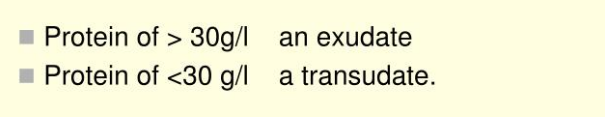 Protein of > 30g/l an exudate
Protein of <30 g/l a transudate.